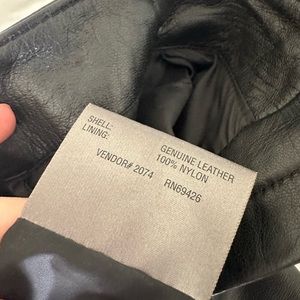 SHELL: GENUINE LEATHER
LINING: 100% NYLON
VENDOR# 2074 RN69426